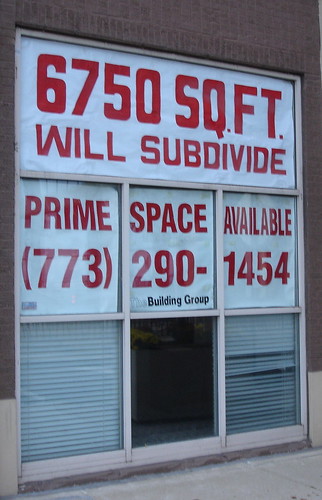 6750 SQ.FT.
WILL SUBDIVIDE
PRIME SPACE AVAILABLE
(773) 290-1454
Building Group